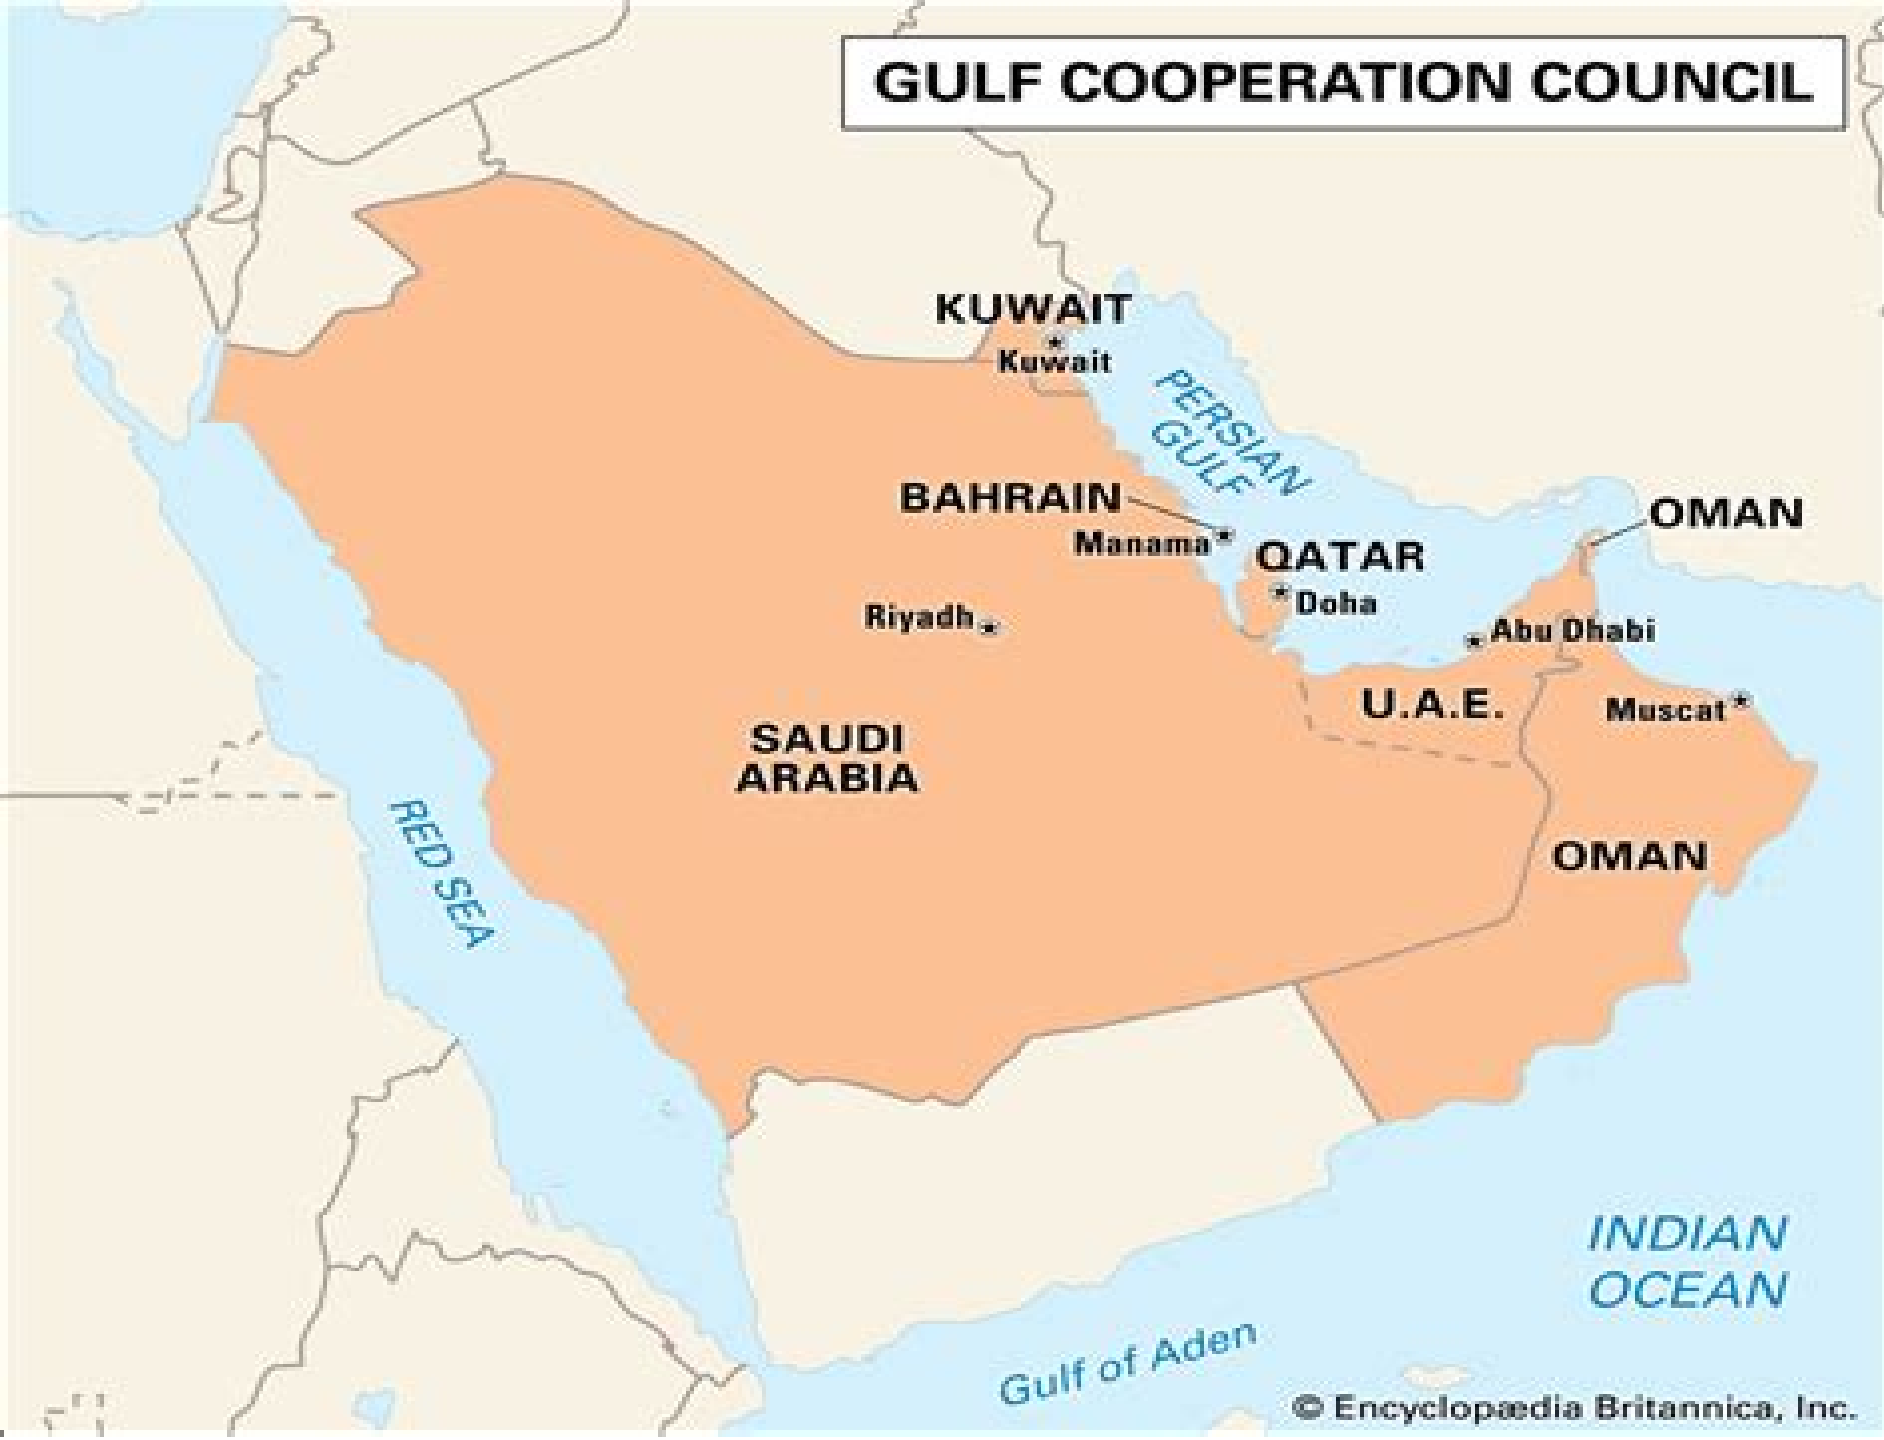 GULF COOPERATION COUNCIL
KUWAIT
Kuwait
PERSIAN
GULF
BAHRAIN
Manama
QATAR
Doha
OMAN
Riyadh
Abu Dhabi
U.A.E.
Muscat
SAUDI
ARABIA
RED SEA
OMAN
INDIAN
OCEAN
Gulf of Aden
© Encyclopædia Britannica, Inc.